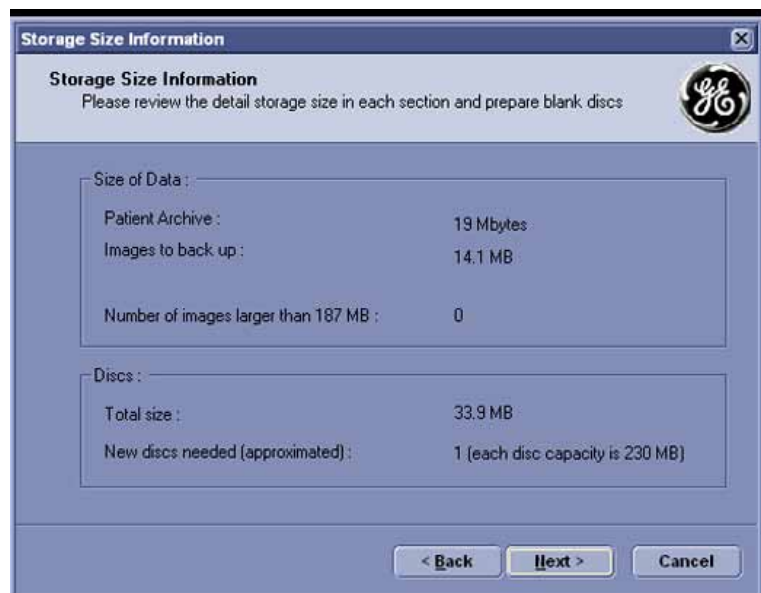 Storage Size Information
Storage Size Information
Please review the detail storage size in each section and prepare blank discs
GE
Size of Data :
Patient Archive : 19 Mbytes
Images to back up : 14.1 MB
Number of images larger than 187 MB : 0
Discs :
Total size : 33.9 MB
New discs needed (approximated) : 1 (each disc capacity is 230 MB)
< Back Next > Cancel